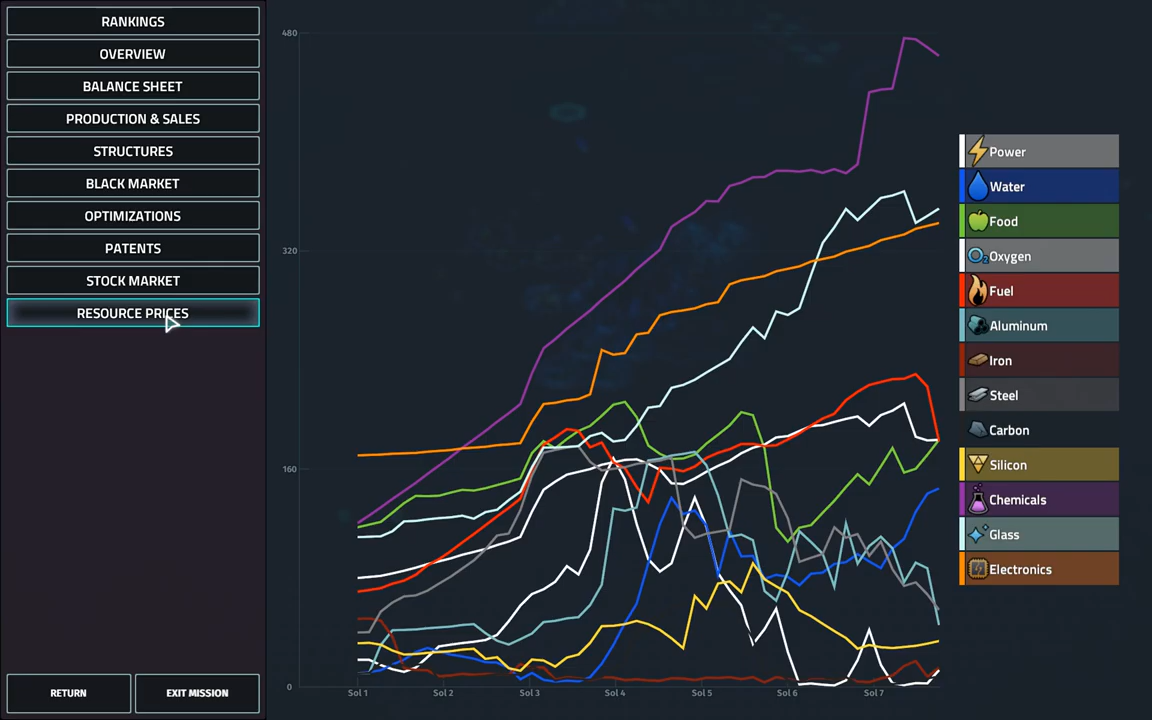 RANKINGS
OVERVIEW
BALANCE SHEET
PRODUCTION & SALES
STRUCTURES
BLACK MARKET
OPTIMIZATIONS
PATENTS
STOCK MARKET
RESOURCE PRICES
RETURN
EXIT MISSION
480
320
160
0
Sol 1
Sol 2
Sol 3
Sol 4
Sol 5
Sol 6
Sol 7
Power
Water
Food
O2 Oxygen
Fuel
Aluminum
Iron
Steel
Carbon
Silicon
Chemicals
Glass
Electronics